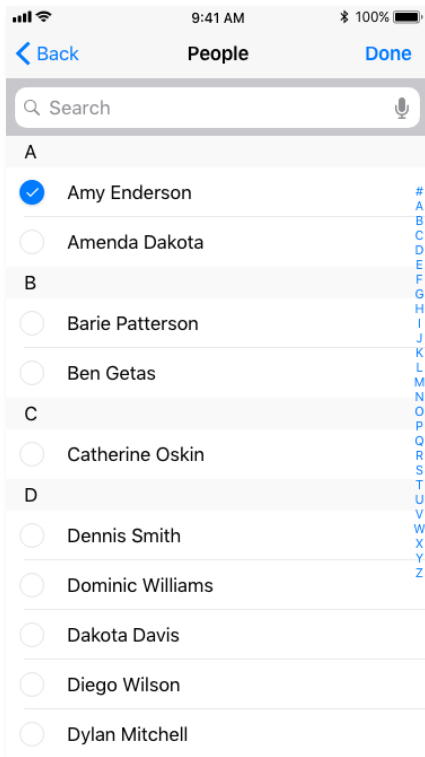 9:41 AM 100%
Back People Done
Search
A
Amy Enderson
Amenda Dakota
B
Barie Patterson
Ben Getas
C
Catherine Oskin
D
Dennis Smith
Dominic Williams
Dakota Davis
Diego Wilson
Dylan Mitchell
#
A
B
C
D
E
F
G
H
I
J
K
L
M
N
O
P
Q
R
S
T
U
V
W
X
Y
Z